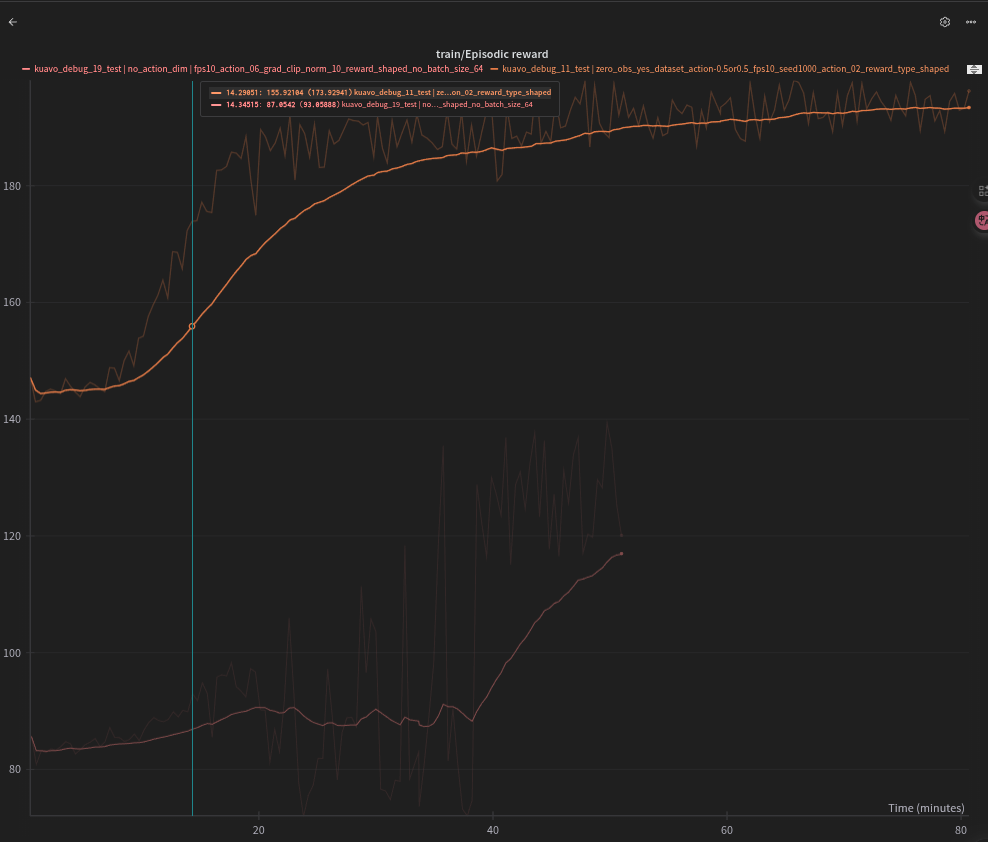 train/Episodic reward
kuavo_debug_19_test | no_action_dim | fps10_action_06_grad_clip_norm_10_reward_shaped_no_batch_size_64 kuavo_debug_11_test | zero_obs_yes_dataset_action-0.5or0.5_fps10_seed1000_action_02_reward_type_shaped
14.29051: 155.92104 (173.92941) kuavo_debug_11_test | ze...on_02_reward_type_shaped
14.34515: 87.0542 (93.05888) kuavo_debug_19_test | no..._shaped_no_batch_size_64
180
160
140
120
100
80
Time (minutes)
20 40 60 80